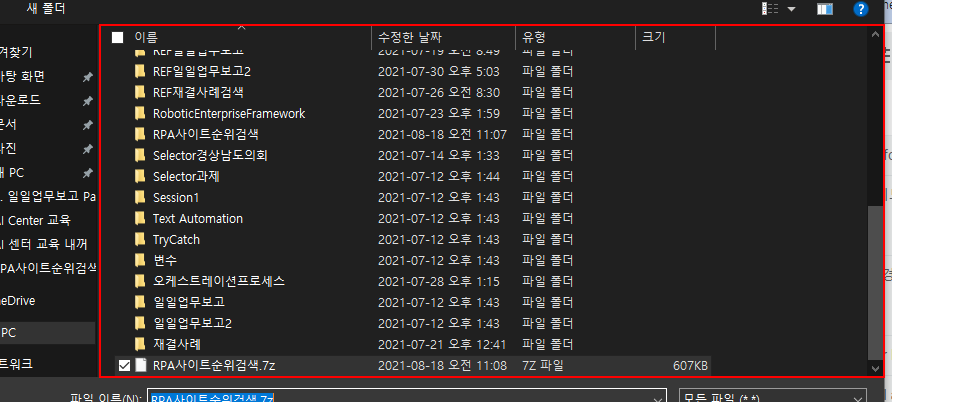 새 폴더
이름 수정한 날짜 유형 크기
REF일일업무보고 2021-07-19 오전 8:49 파일 폴더
REF일일업무보고2 2021-07-30 오후 5:03 파일 폴더
REF재결사례검색 2021-07-26 오전 8:30 파일 폴더
RoboticEnterpriseFramework 2021-07-23 오후 1:59 파일 폴더
RPA사이트순위검색 2021-08-18 오전 11:07 파일 폴더
Selector경상남도의회 2021-07-14 오후 1:33 파일 폴더
Selector과제 2021-07-12 오후 1:44 파일 폴더
Session1 2021-07-12 오후 1:43 파일 폴더
Text Automation 2021-07-12 오후 1:43 파일 폴더
TryCatch 2021-07-12 오후 1:43 파일 폴더
변수 2021-07-12 오후 1:43 파일 폴더
오케스트레이션프로세스 2021-07-28 오후 1:15 파일 폴더
일일업무보고 2021-07-12 오후 1:43 파일 폴더
일일업무보고2 2021-07-12 오후 1:43 파일 폴더
재결사례 2021-07-21 오후 12:41 파일 폴더
RPA사이트순위검색.7z 2021-08-18 오전 11:08 7Z 파일 607KB
겨찾기
화면
운로드
문서
사진
PC
. 일일업무보고 Pa
AI Center 교육
AI 센터 교육 내꺼
RPA사이트순위검색
neDrive
PC
트워크
파일 이름(N): RPA사이트순위검색.7z 모든 파일 (*.*)